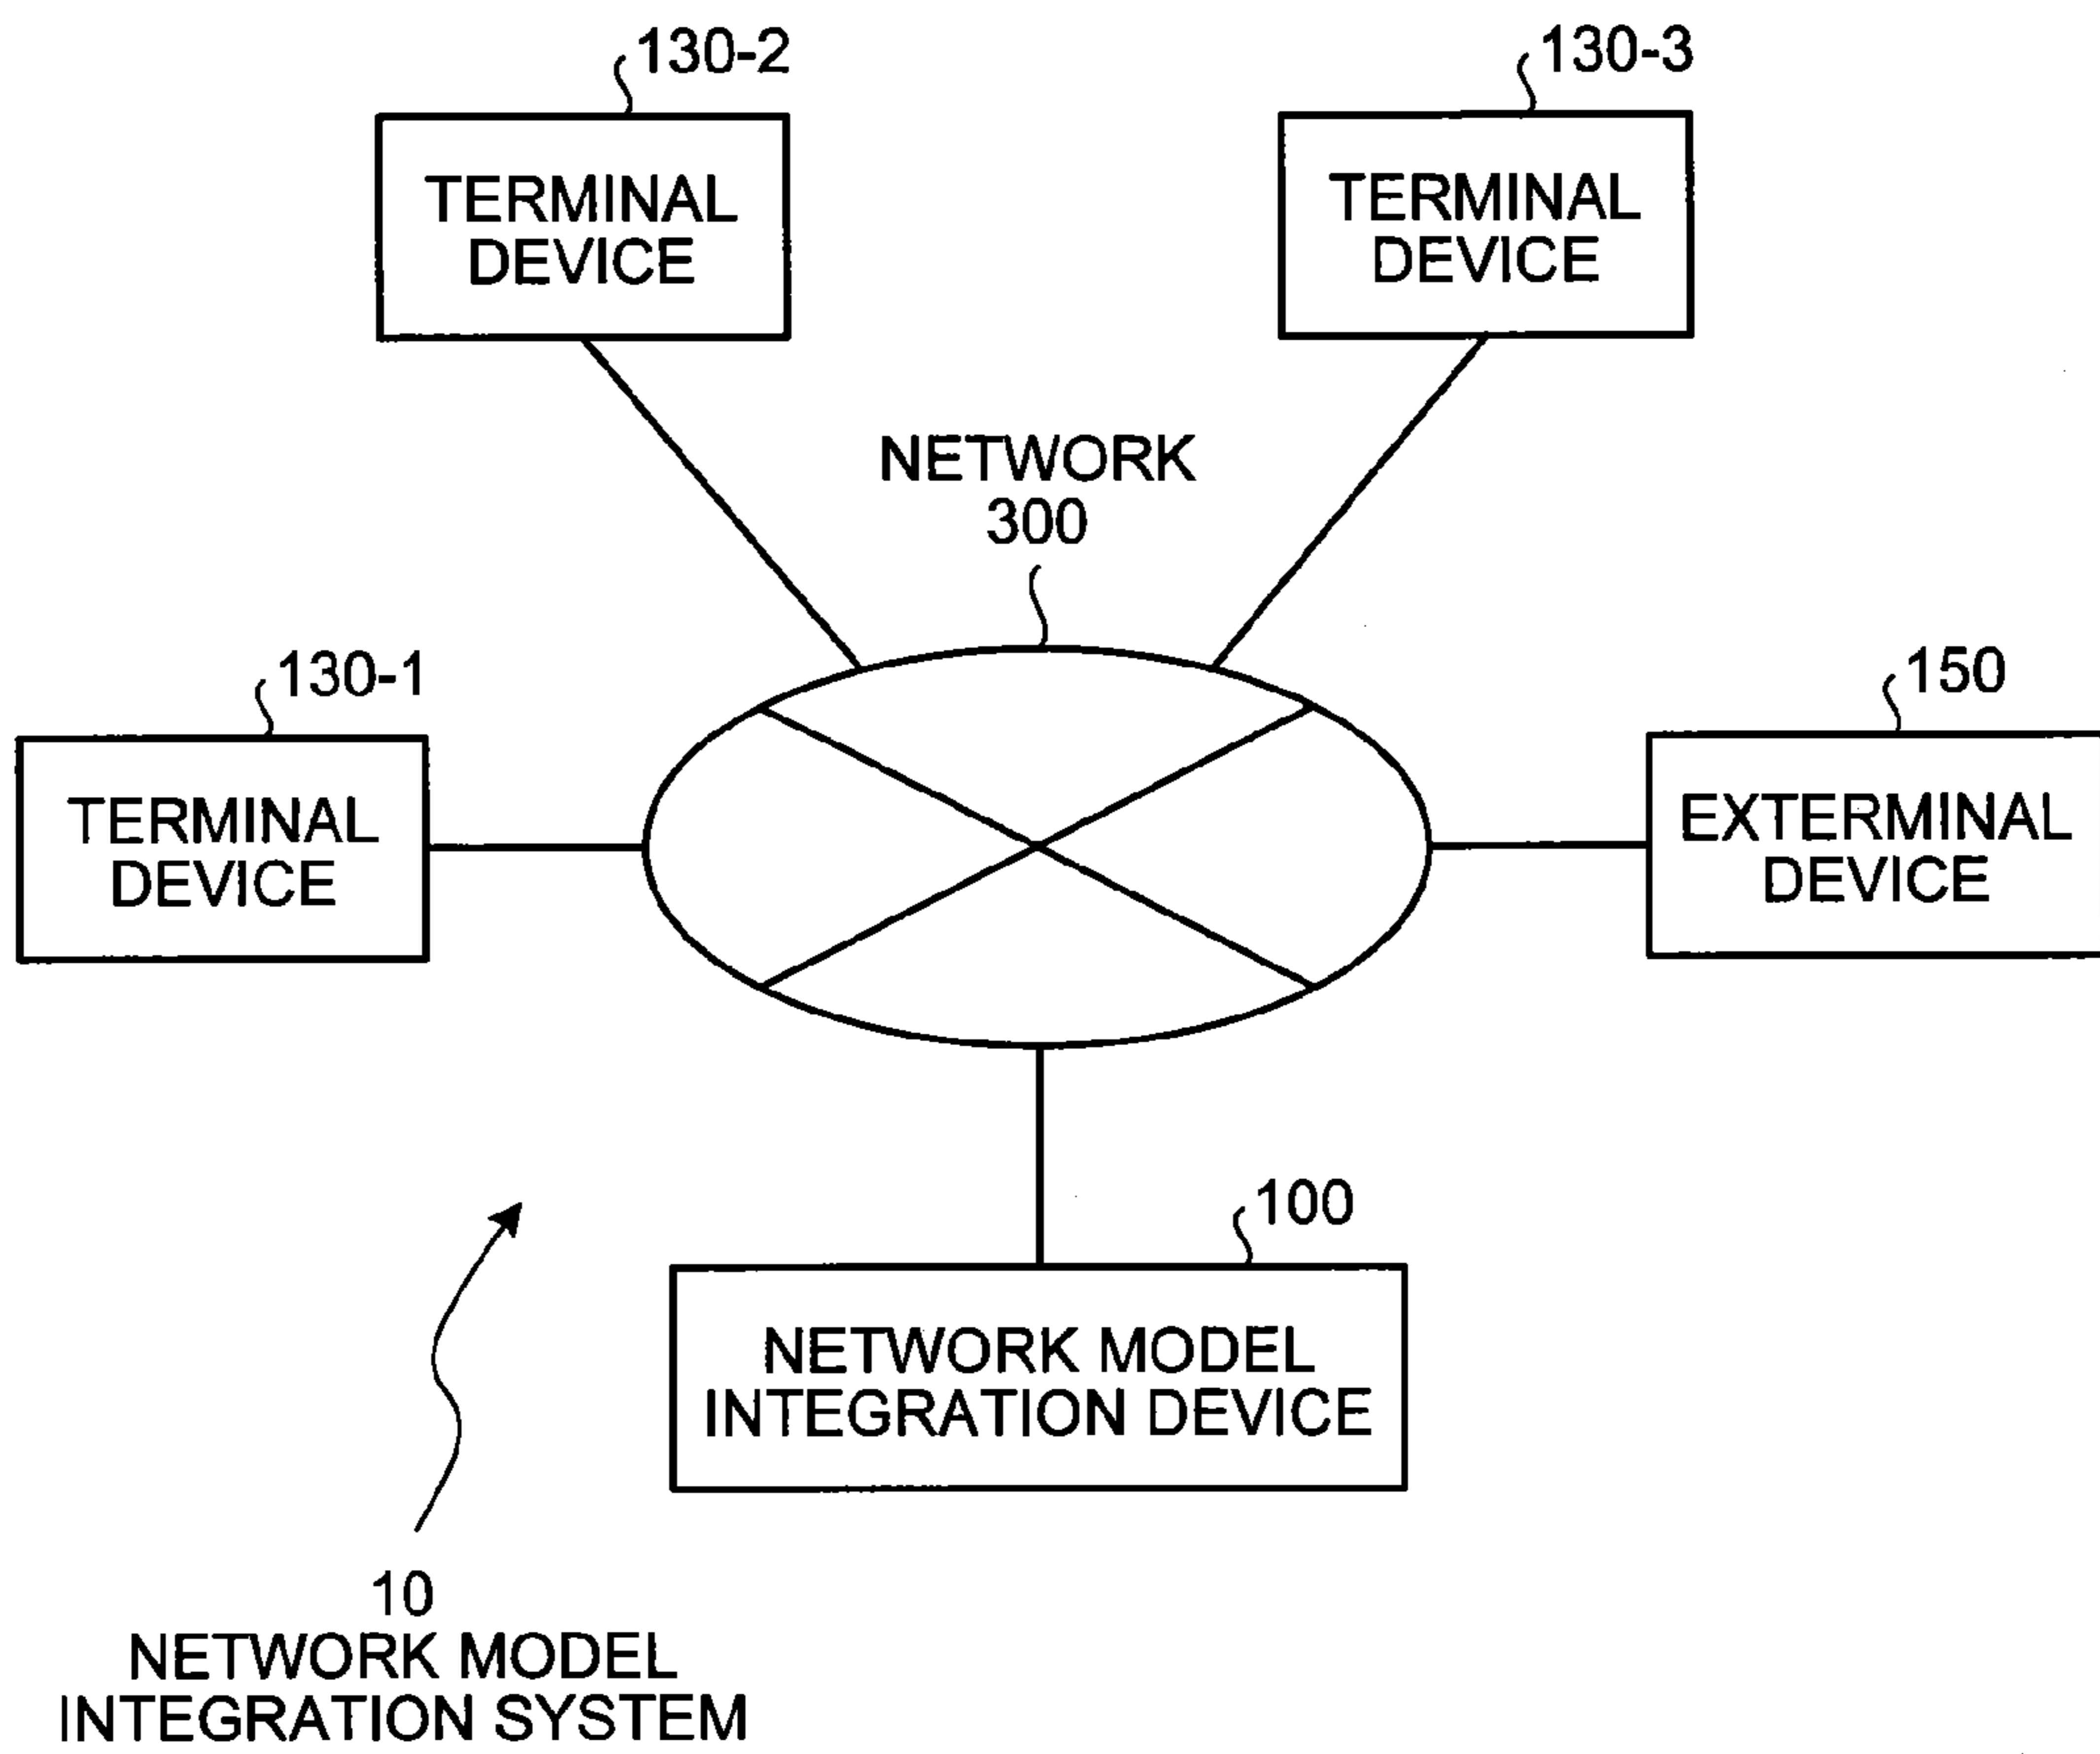 130-2
130-3
TERMINAL
DEVICE
TERMINAL
DEVICE
NETWORK
300
130-1
150
TERMINAL
DEVICE
EXTERMINAL
DEVICE
100
NETWORK MODEL
INTEGRATION DEVICE
10
NETWORK MODEL
INTEGRATION SYSTEM